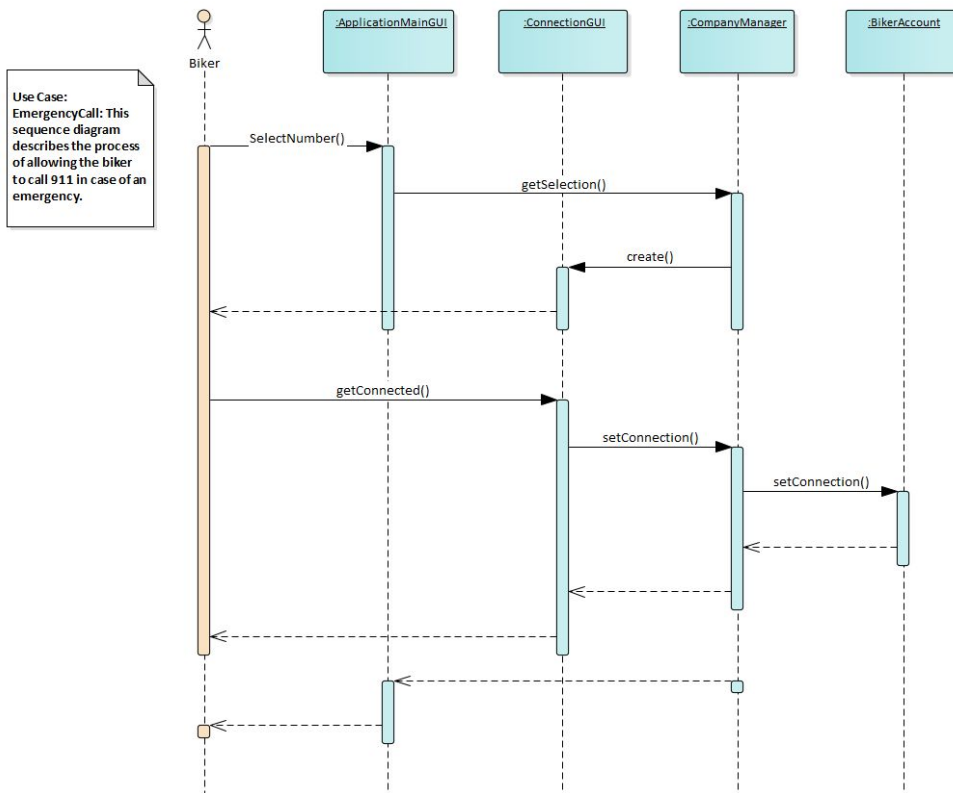 :ApplicationMainGUI
:ConnectionGUI
:CompanyManager
:BikerAccount
Biker
Use Case:
EmergencyCall: This
sequence diagram
describes the process
of allowing the biker
to call 911 in case of an
emergency.
SelectNumber()
getSelection()
create()
getConnected()
setConnection()
setConnection()